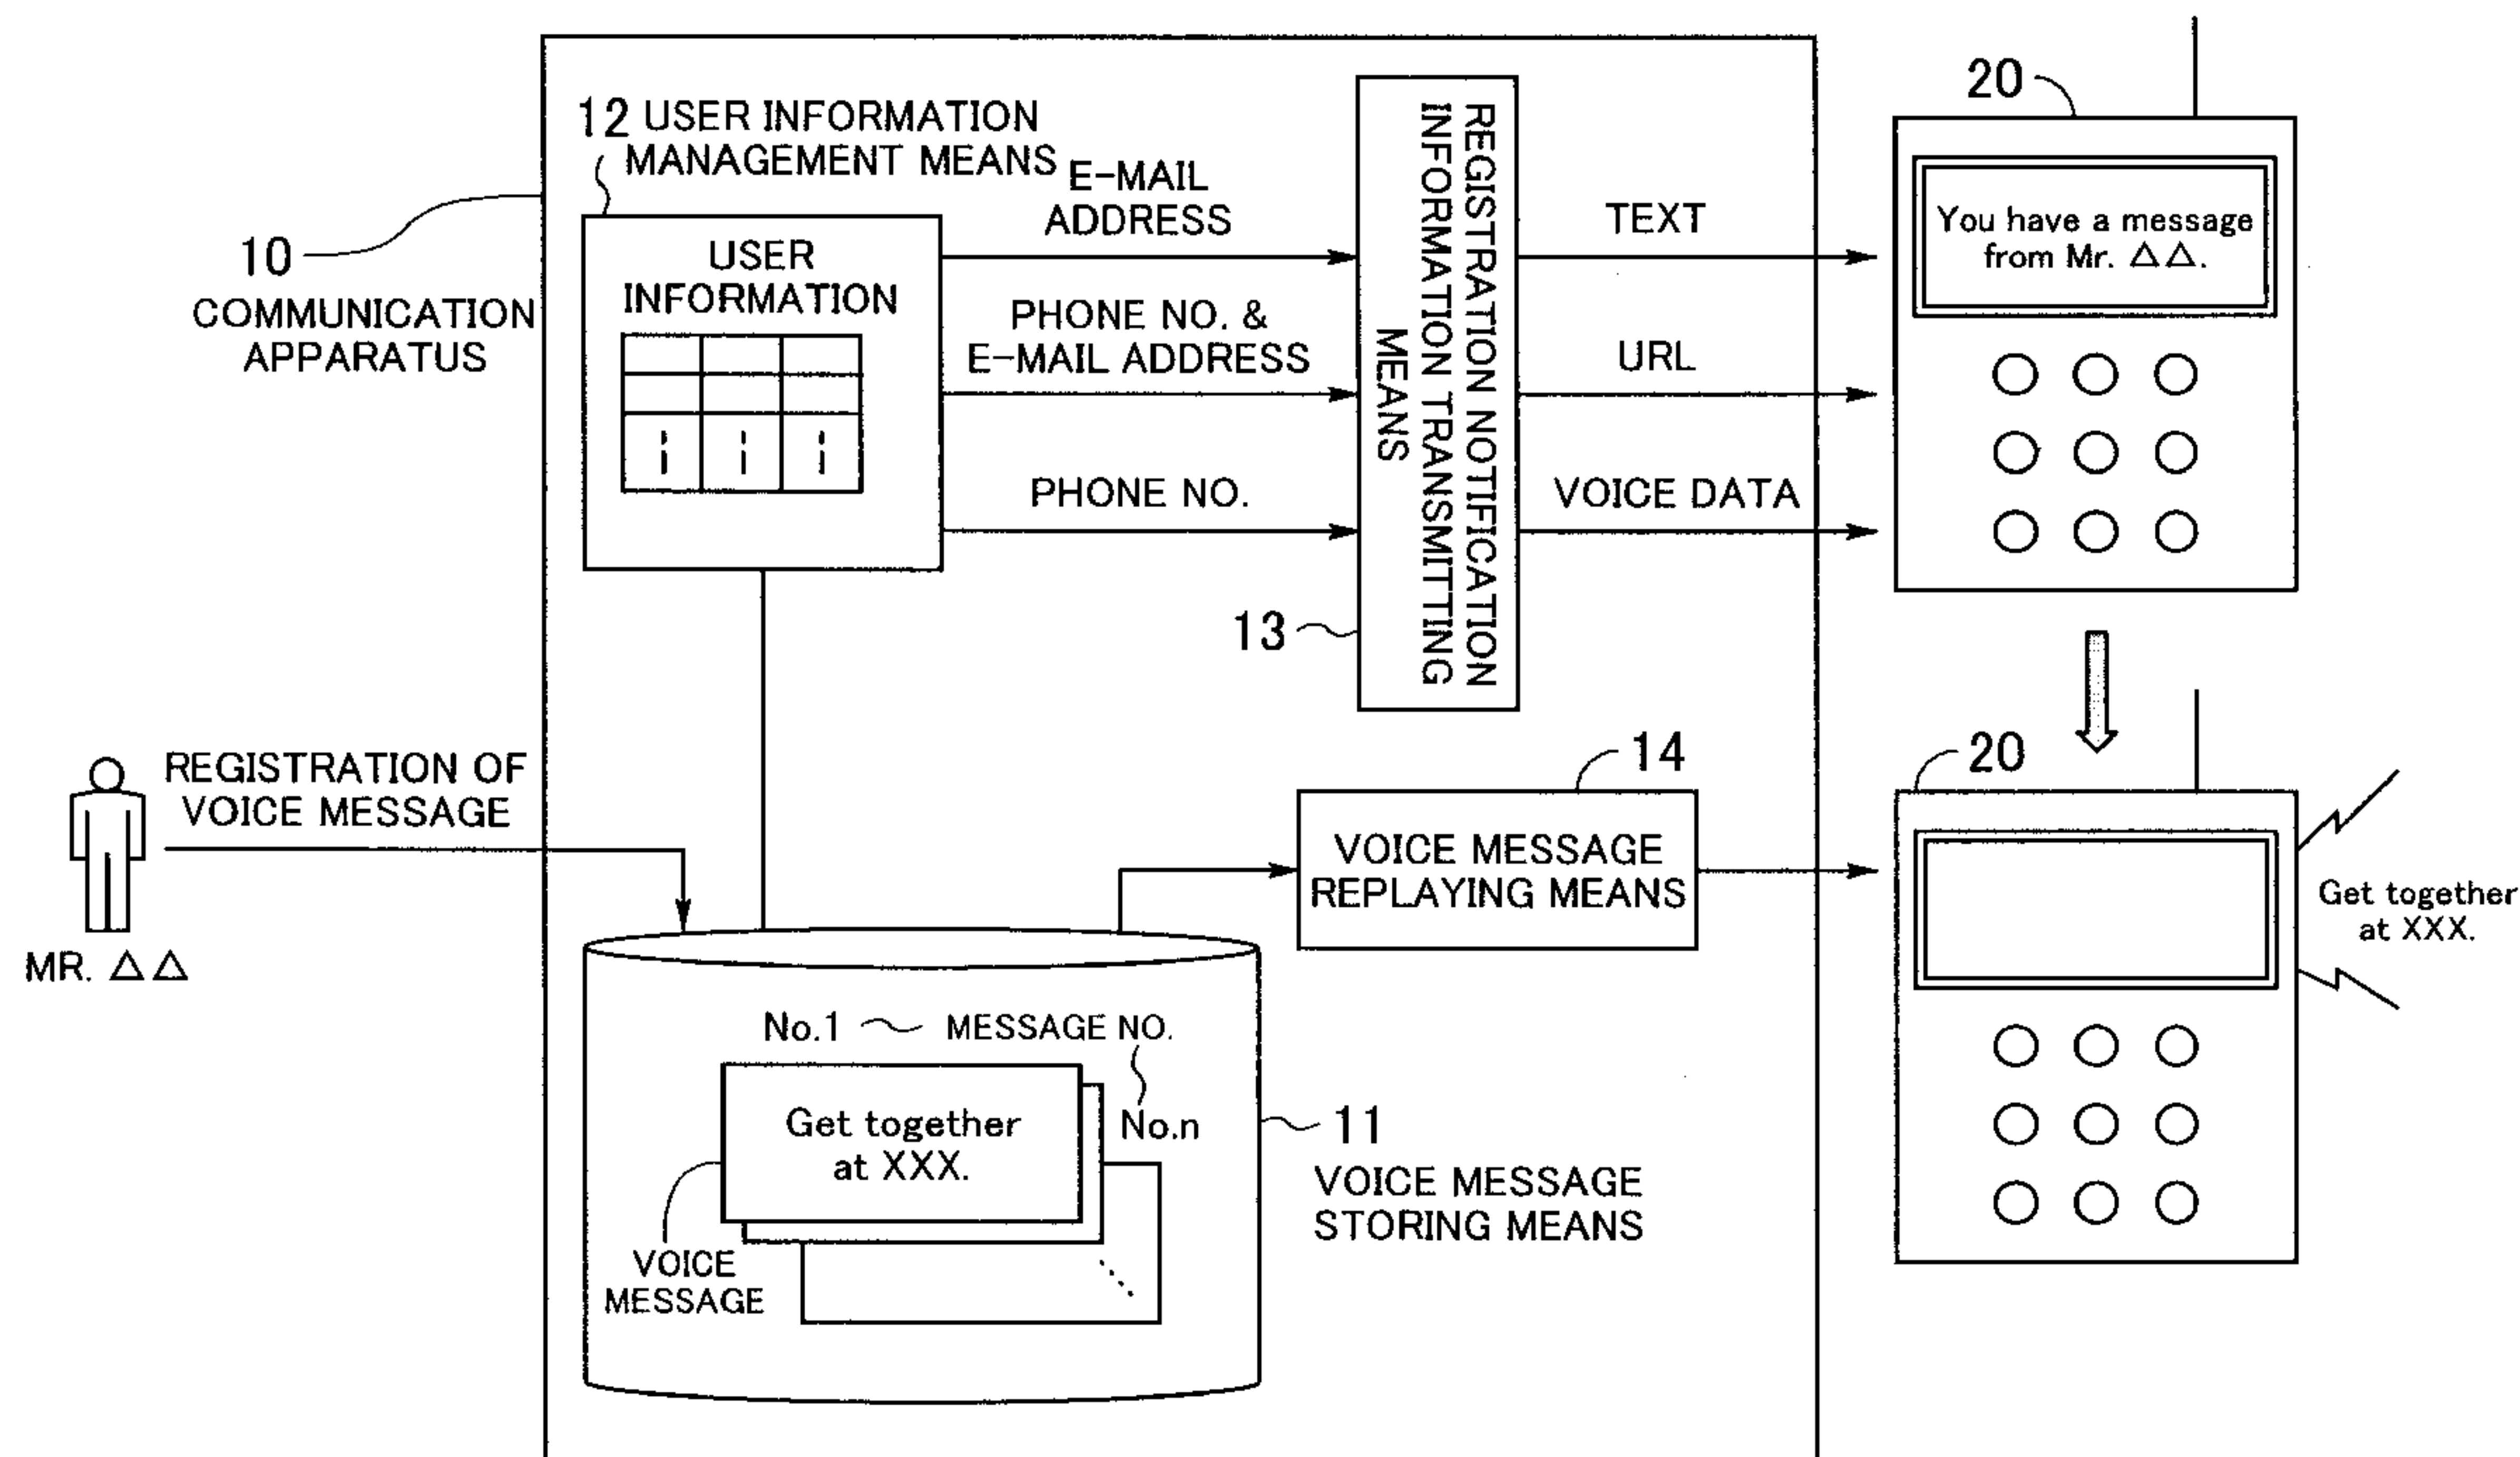 12 USER INFORMATION
MANAGEMENT MEANS
10
COMMUNICATION
APPARATUS
USER
INFORMATION
E-MAIL
ADDRESS
PHONE NO. &
E-MAIL ADDRESS
PHONE NO.
REGISTRATION NOTIFICATION
INFORMATION TRANSMITTING
MEANS
13
TEXT
URL
VOICE DATA
20
You have a message
from Mr. △△.
REGISTRATION OF
VOICE MESSAGE
MR. △△
14
VOICE MESSAGE
REPLAYING MEANS
20
Get together
at XXX.
No.1 MESSAGE NO.
No.n
Get together
at XXX.
VOICE
MESSAGE
11
VOICE MESSAGE
STORING MEANS